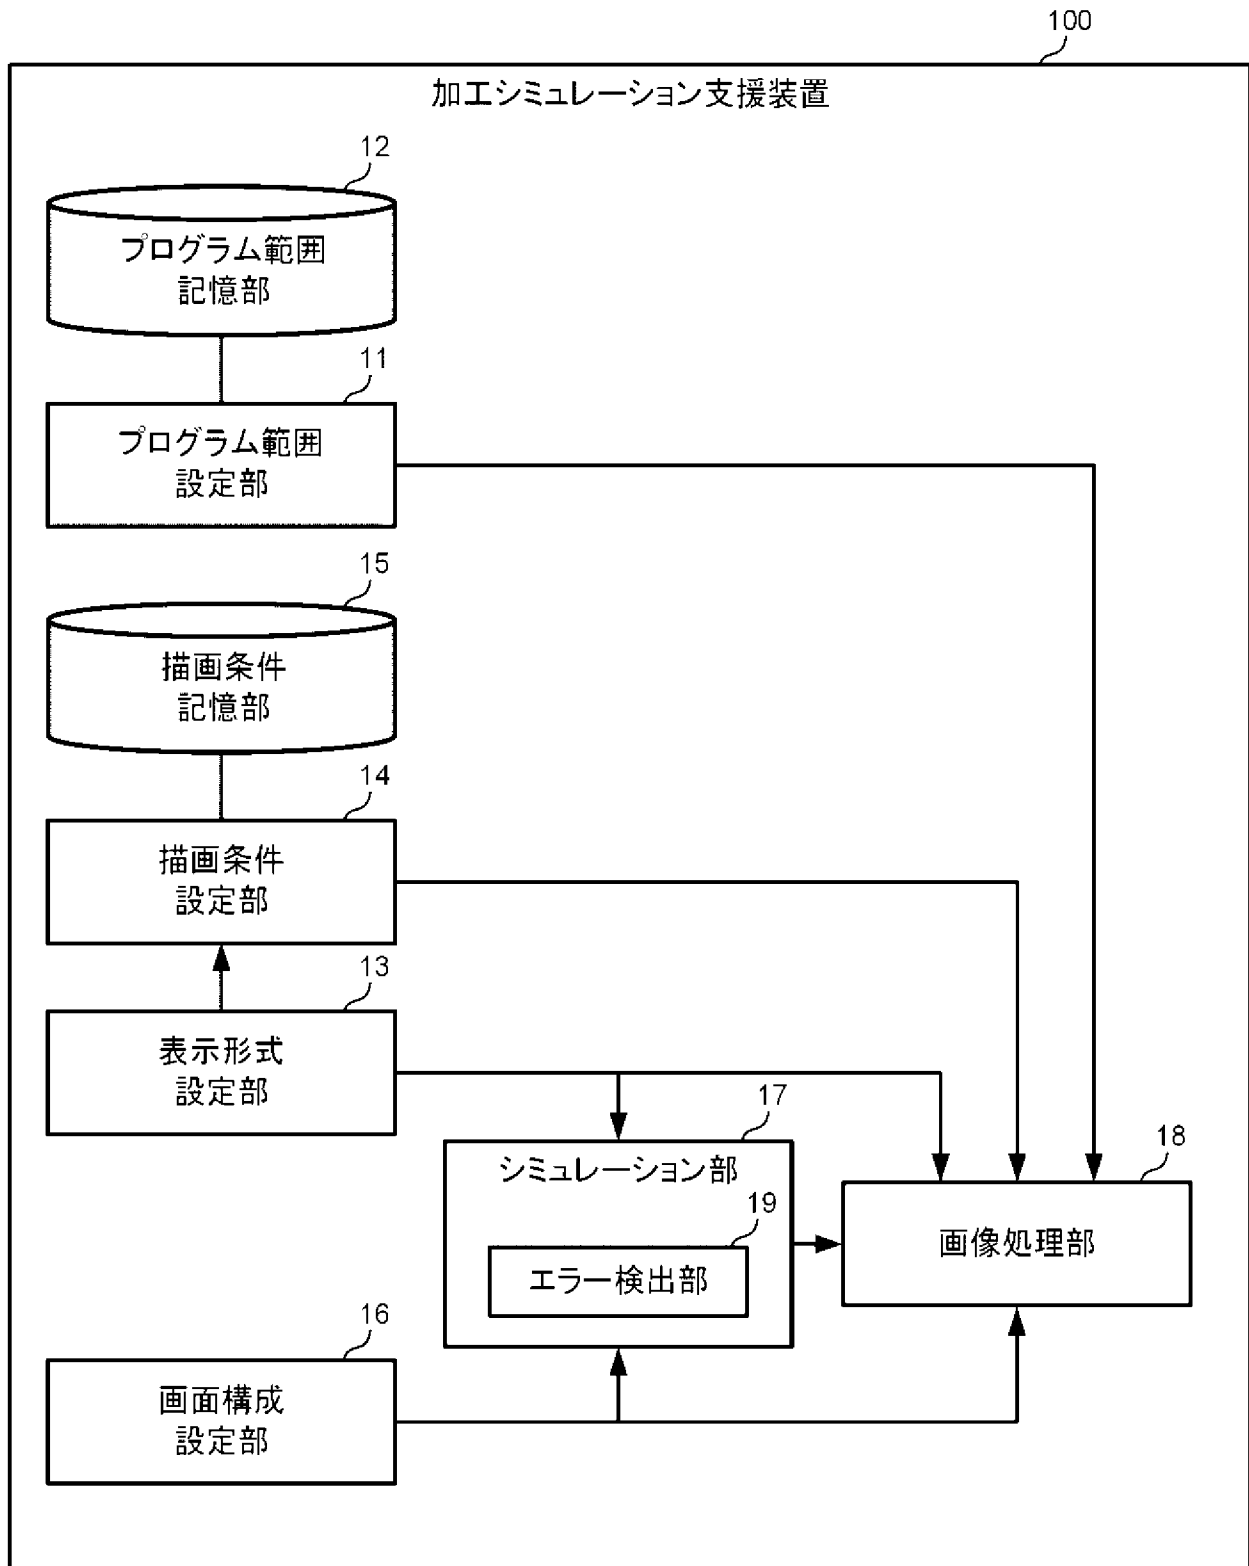 100
加工シミュレーション支援装置
12
プログラム範囲
記憶部
11
プログラム範囲
設定部
15
描画条件
記憶部
14
描画条件
設定部
13
表示形式
設定部
17
シミュレーション部
18
画像処理部
19
エラー検出部
16
画面構成
設定部